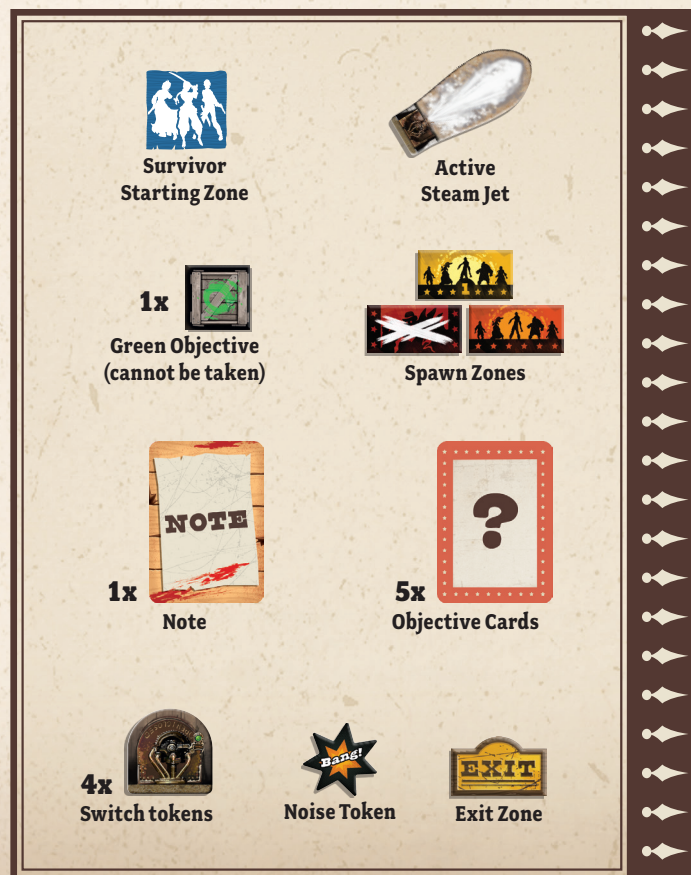 Survivor
Starting Zone
Active
Steam Jet
1x
Green Objective
(cannot be taken)
1
Spawn Zones
NOTE
1x
Note
?
5x
Objective Cards
4x
Switch tokens
Bang!
Noise Token
EXIT
Exit Zone